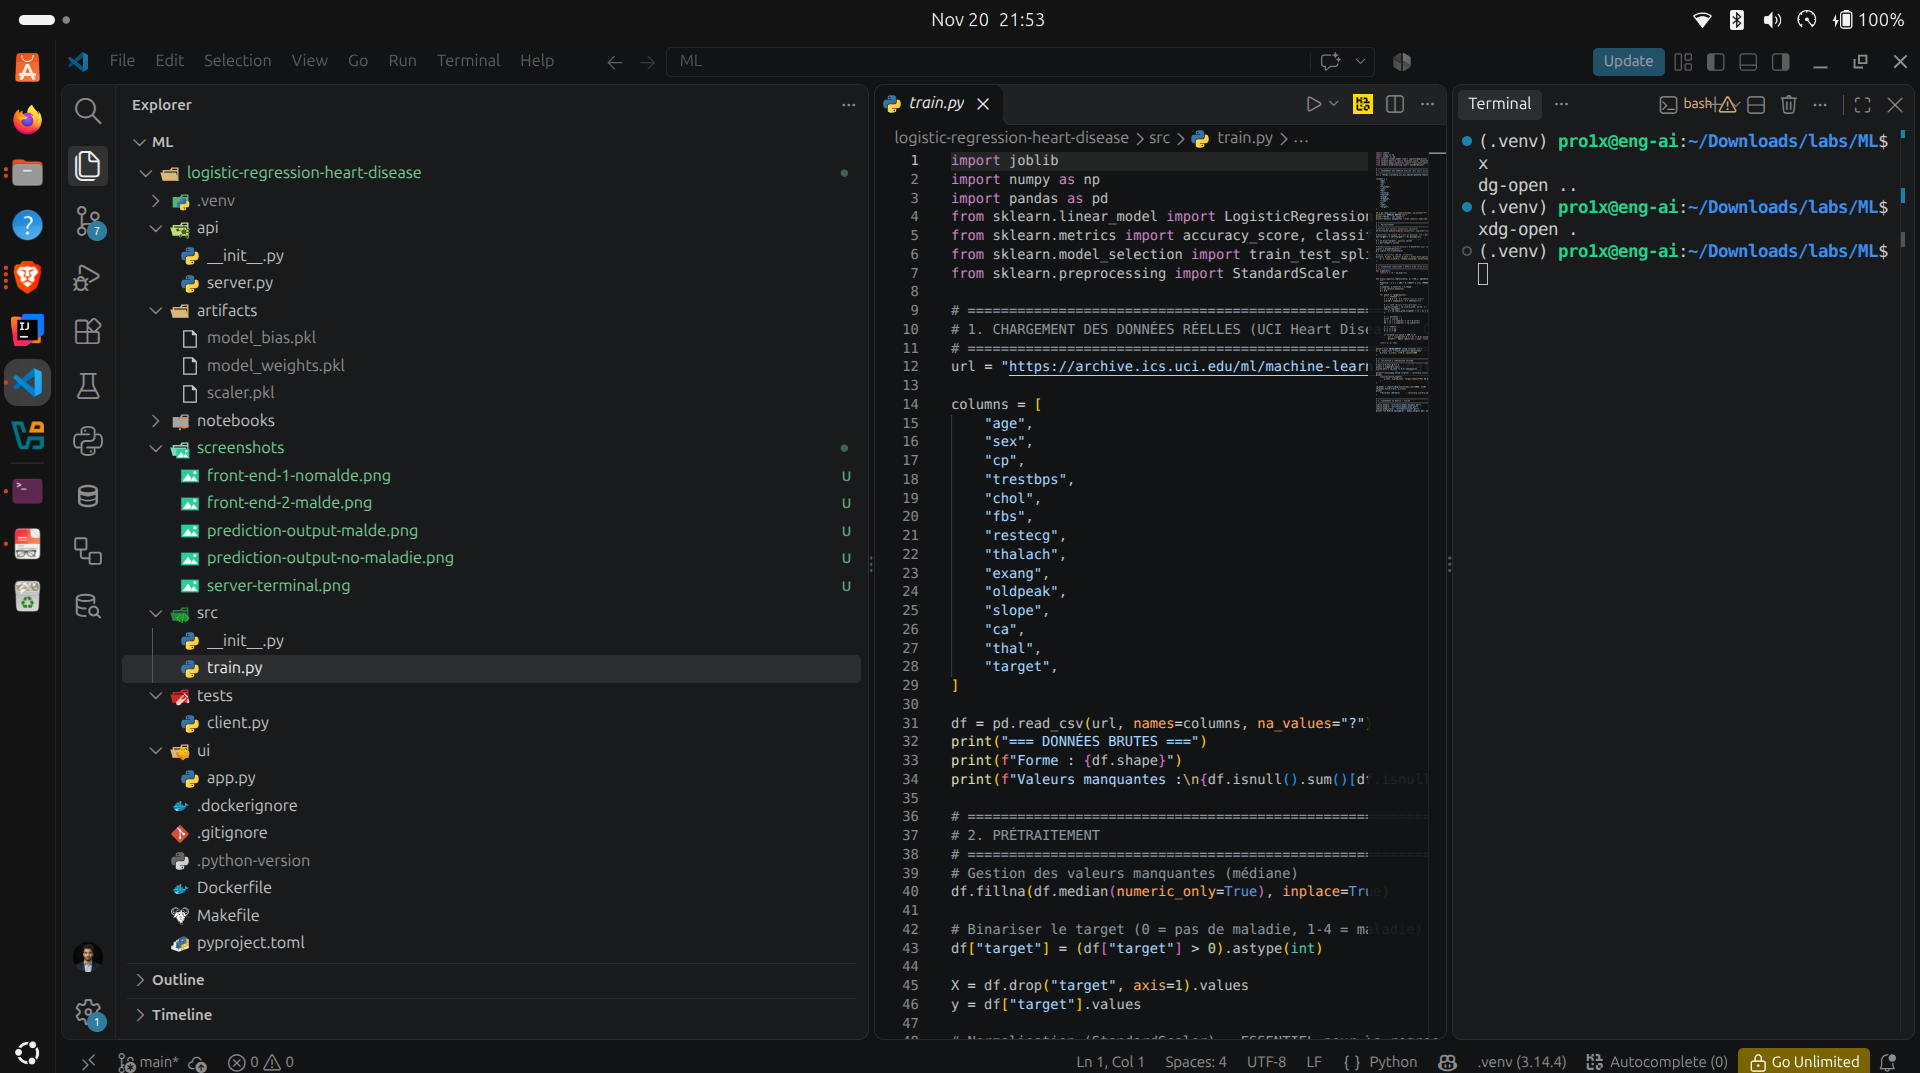 Nov 20  21:53
100%
File Edit Selection View Go Run Terminal Help
ML
Update
Explorer
ML
logistic-regression-heart-disease
.venv
api
__init__.py
server.py
artifacts
model_bias.pkl
model_weights.pkl
scaler.pkl
notebooks
screenshots
front-end-1-nomalde.png U
front-end-2-malde.png U
prediction-output-malde.png U
prediction-output-no-maladie.png U
server-terminal.png U
src
__init__.py
train.py
tests
client.py
ui
app.py
.dockerignore
.gitignore
.python-version
Dockerfile
Makefile
pyproject.toml
Outline
Timeline
7
1
train.py
logistic-regression-heart-disease > src > train.py > ...
1 import joblib
2 import numpy as np
3 import pandas as pd
4 from sklearn.linear_model import LogisticRegression
5 from sklearn.metrics import accuracy_score, classi
6 from sklearn.model_selection import train_test_spl
7 from sklearn.preprocessing import StandardScaler
8
9 # =================================================
10 # 1. CHARGEMENT DES DONNÉES RÉELLES (UCI Heart Dise
11 # =================================================
12 url = "https://archive.ics.uci.edu/ml/machine-lear
13
14 columns = [
15 "age",
16 "sex",
17 "cp",
18 "trestbps",
19 "chol",
20 "fbs",
21 "restecg",
22 "thalach",
23 "exang",
24 "oldpeak",
25 "slope",
26 "ca",
27 "thal",
28 "target",
29 ]
30
31 df = pd.read_csv(url, names=columns, na_values="?")
32 print("=== DONNÉES BRUTES ===")
33 print(f"Forme : {df.shape}")
34 print(f"Valeurs manquantes :\n{df.isnull().sum()[df.isnull
35
36 # =================================================
37 # 2. PRÉTRAITEMENT
38 # =================================================
39 # Gestion des valeurs manquantes (médiane)
40 df.fillna(df.median(numeric_only=True), inplace=True)
41
42 # Binariser le target (0 = pas de maladie, 1-4 = maladie)
43 df["target"] = (df["target"] > 0).astype(int)
44
45 X = df.drop("target", axis=1).values
46 y = df["target"].values
47
Terminal
bash
(.venv) pro1x@eng-ai:~/Downloads/labs/ML$
x
dg-open ..
(.venv) pro1x@eng-ai:~/Downloads/labs/ML$
xdg-open .
(.venv) pro1x@eng-ai:~/Downloads/labs/ML$
main* 0 0
Ln 1, Col 1 Spaces: 4 UTF-8 LF { } Python .venv (3.14.4) Autocomplete (0) Go Unlimited